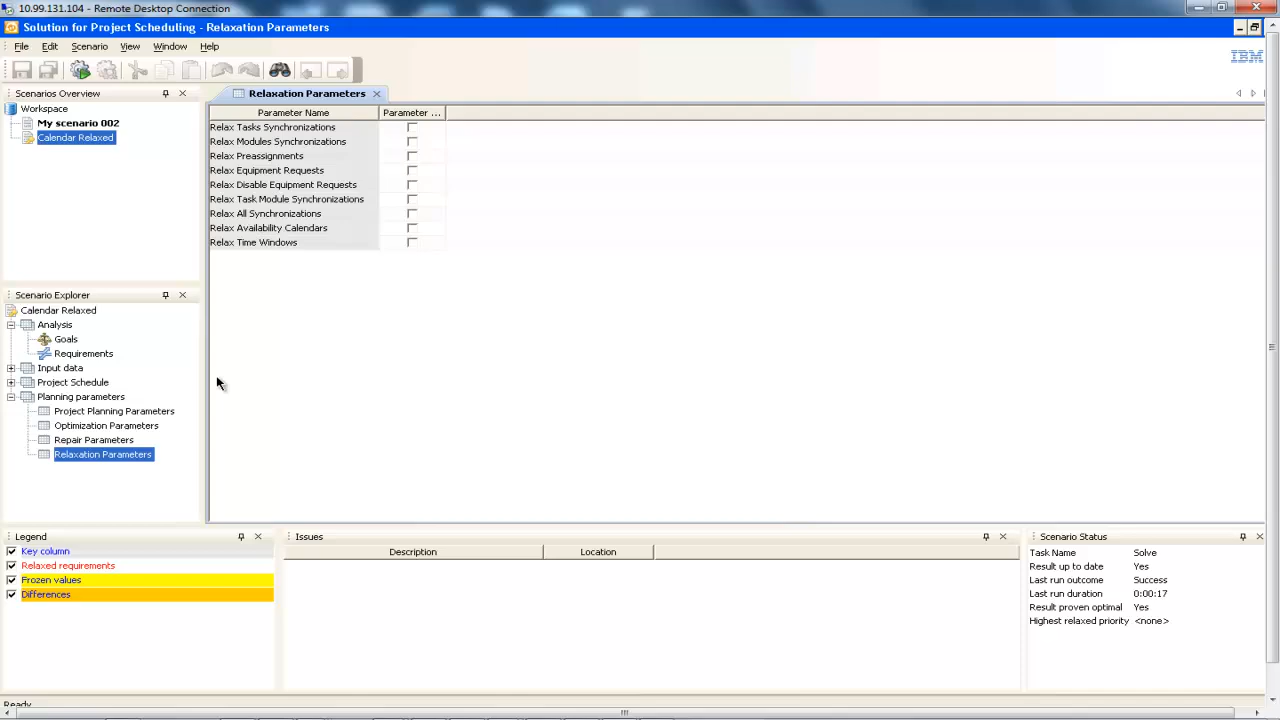 10.99.131.104 - Remote Desktop Connection
Solution for Project Scheduling - Relaxation Parameters
File Edit Scenario View Window Help
IBM
Scenarios Overview
Workspace
My scenario 002
Calendar Relaxed
Relaxation Parameters
Parameter Name Parameter ...
Relax Tasks Synchronizations
Relax Modules Synchronizations
Relax Preassignments
Relax Equipment Requests
Relax Disable Equipment Requests
Relax Task Module Synchronizations
Relax All Synchronizations
Relax Availability Calendars
Relax Time Windows
Scenario Explorer
Calendar Relaxed
Analysis
Goals
Requirements
Input data
Project Schedule
Planning parameters
Project Planning Parameters
Optimization Parameters
Repair Parameters
Relaxation Parameters
Legend
Key column
Relaxed requirements
Frozen values
Differences
Issues
Description Location
Scenario Status
Task Name Solve
Result up to date Yes
Last run outcome Success
Last run duration 0:00:17
Result proven optimal Yes
Highest relaxed priority <none>
Ready